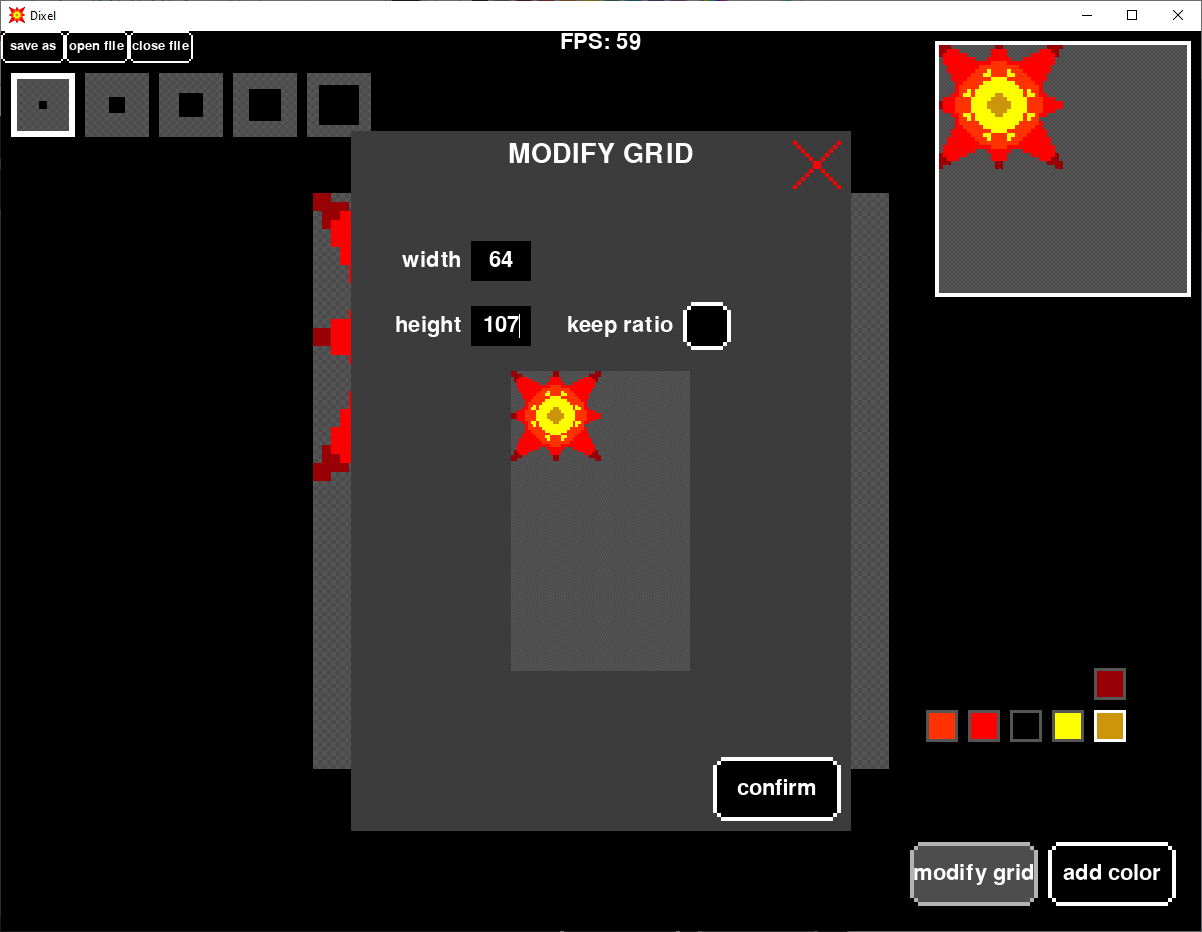 Dixel
save as open file close file
FPS: 59
MODIFY GRID
width 64
height 107 keep ratio
confirm
modify grid add color